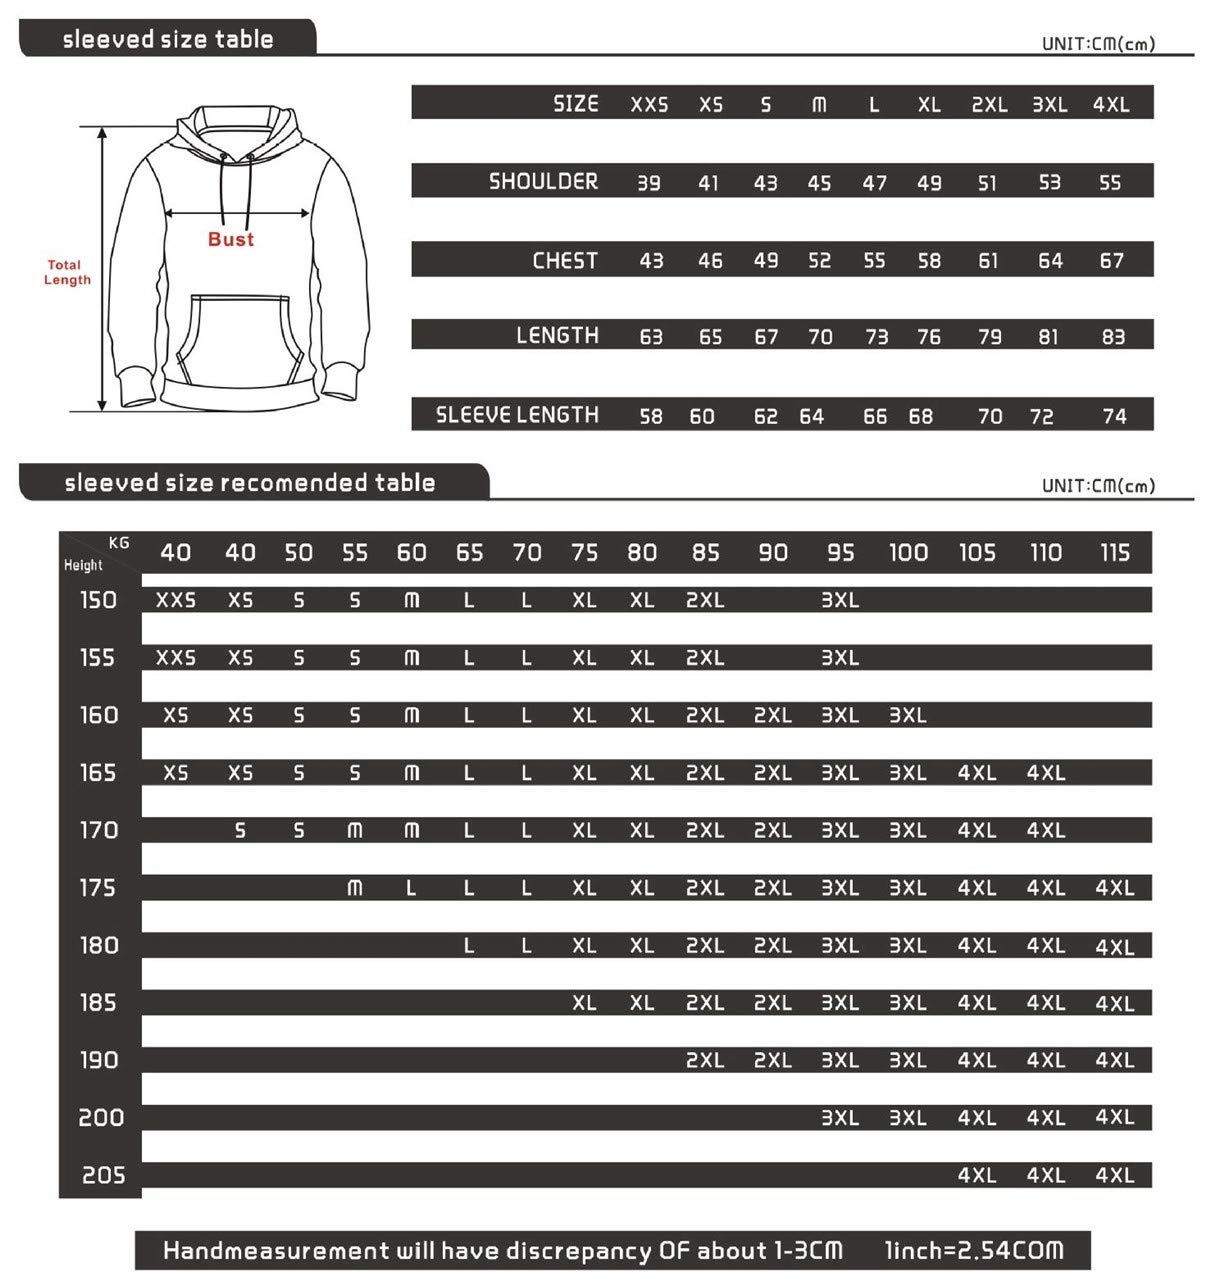 sleeved size table
UNIT:CM(cm)
SIZE XXS XS S M L XL 2XL 3XL 4XL
SHOULDER 39 41 43 45 47 49 51 53 55
Bust
CHEST 43 46 49 52 55 58 61 64 67
Total
Length
LENGTH 63 65 67 70 73 76 79 81 83
SLEEVE LENGTH 58 60 62 64 66 68 70 72 74
sleeved size recomended table
UNIT:CM(cm)
KG 40 40 50 55 60 65 70 75 80 85 90 95 100 105 110 115
Height
150 XXS XS S S M L L XL XL 2XL 3XL
155 XXS XS S S M L L XL XL 2XL 3XL
160 XS XS S S M L L XL XL 2XL 2XL 3XL 3XL
165 XS XS S S M L L XL XL 2XL 2XL 3XL 3XL 4XL 4XL
170 S S M M L L XL XL 2XL 2XL 3XL 3XL 4XL 4XL
175 M L L L XL XL 2XL 2XL 3XL 3XL 4XL 4XL 4XL
180 L L XL XL 2XL 2XL 3XL 3XL 4XL 4XL 4XL
185 XL XL 2XL 2XL 3XL 3XL 4XL 4XL 4XL
190 2XL 2XL 3XL 3XL 4XL 4XL 4XL
200 3XL 3XL 4XL 4XL 4XL
205 4XL 4XL 4XL
Handmeasurement will have discrepancy OF about 1-3CM 1inch=2.54COM